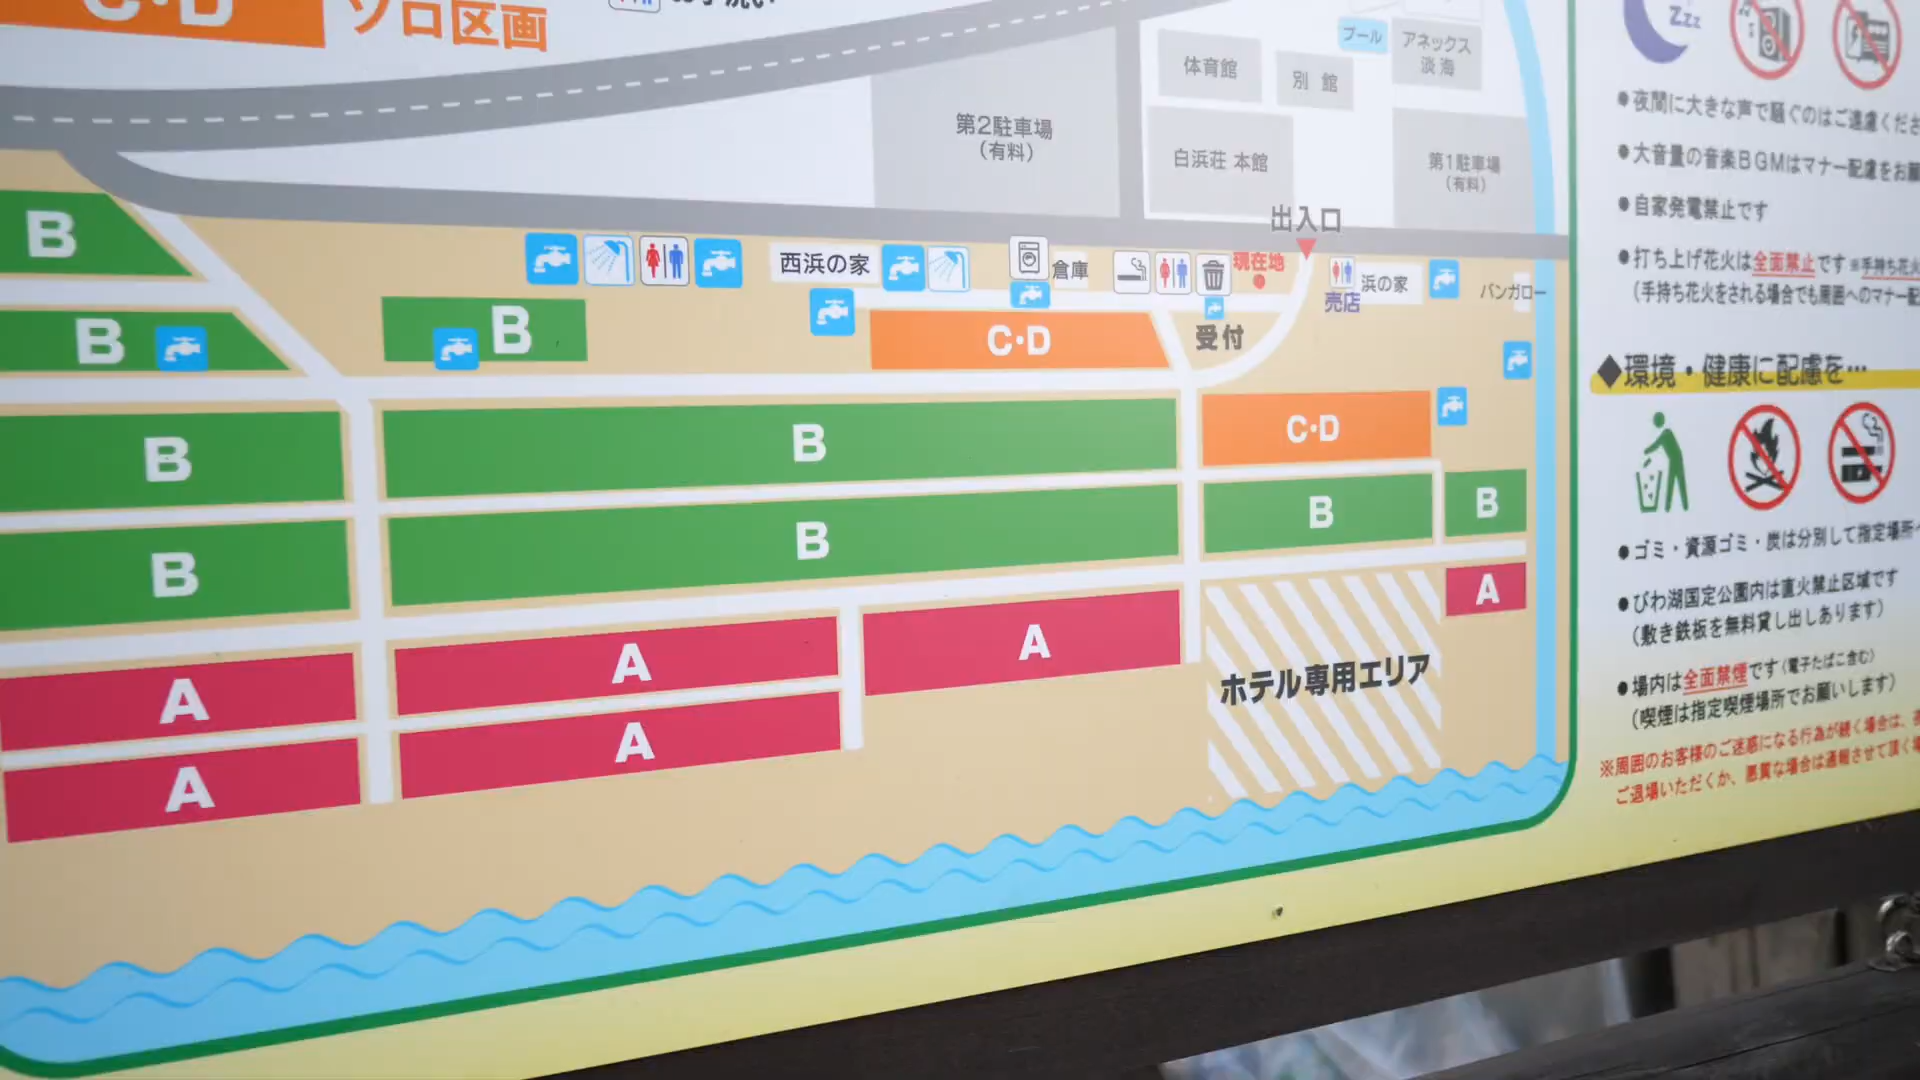 C・D
ソロ区画
お手洗い
プール
アネックス
淡海
体育館
別 館
第2駐車場
(有料)
白浜荘 本館
第1駐車場
(有料)
出入口
B
西浜の家
倉庫
現在地
売店
浜の家
バンガロー
B
B
C・D
受付
B
B
C・D
B
B
B
B
A
A
A
A
A
A
ホテル専用エリア
Zzz
●夜間に大きな声で騒ぐのはご遠慮くださ
●大音量の音楽BGMはマナー配慮をお願
●自家発電禁止です
●打ち上げ花火は全面禁止です ※手持ち花火
(手持ち花火をされる場合でも周囲へのマナー配
◆環境・健康に配慮を…
●ゴミ・資源ゴミ・炭は分別して指定場所へ
●びわ湖国定公園内は直火禁止区域です
(敷き鉄板を無料貸し出しあります)
●場内は全面禁煙です(電子たばこ含む)
(喫煙は指定喫煙場所でお願いします)
※周囲のお客様のご迷惑になる行為が続く場合は、
ご退場いただくか、悪質な場合は通報させて頂く場